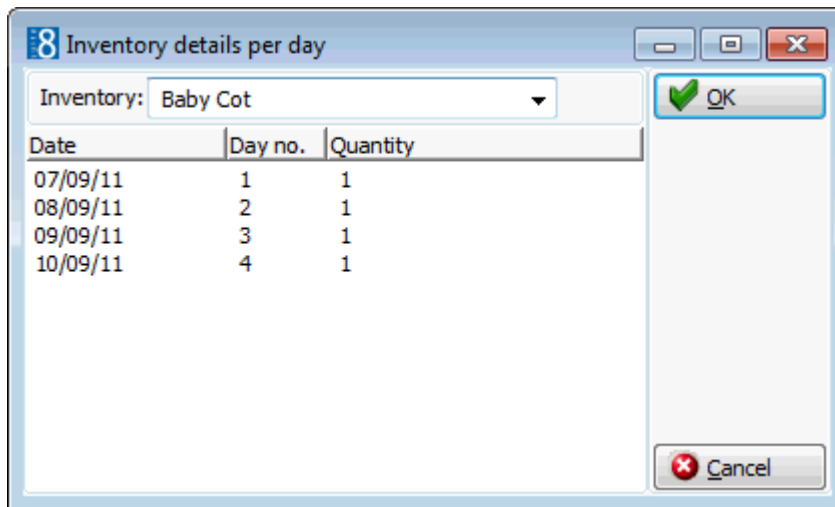 8 Inventory details per day
Inventory: Baby Cot
OK
Date Day no. Quantity
07/09/11 1 1
08/09/11 2 1
09/09/11 3 1
10/09/11 4 1
Cancel